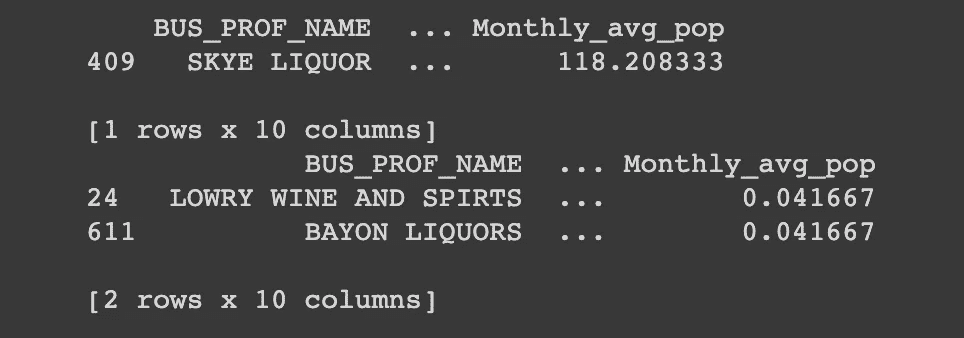 BUS_PROF_NAME ... Monthly_avg_pop
409 SKYE LIQUOR ... 118.208333
[1 rows x 10 columns]
BUS_PROF_NAME ... Monthly_avg_pop
24 LOWRY WINE AND SPIRTS ... 0.041667
611 BAYON LIQUORS ... 0.041667
[2 rows x 10 columns]